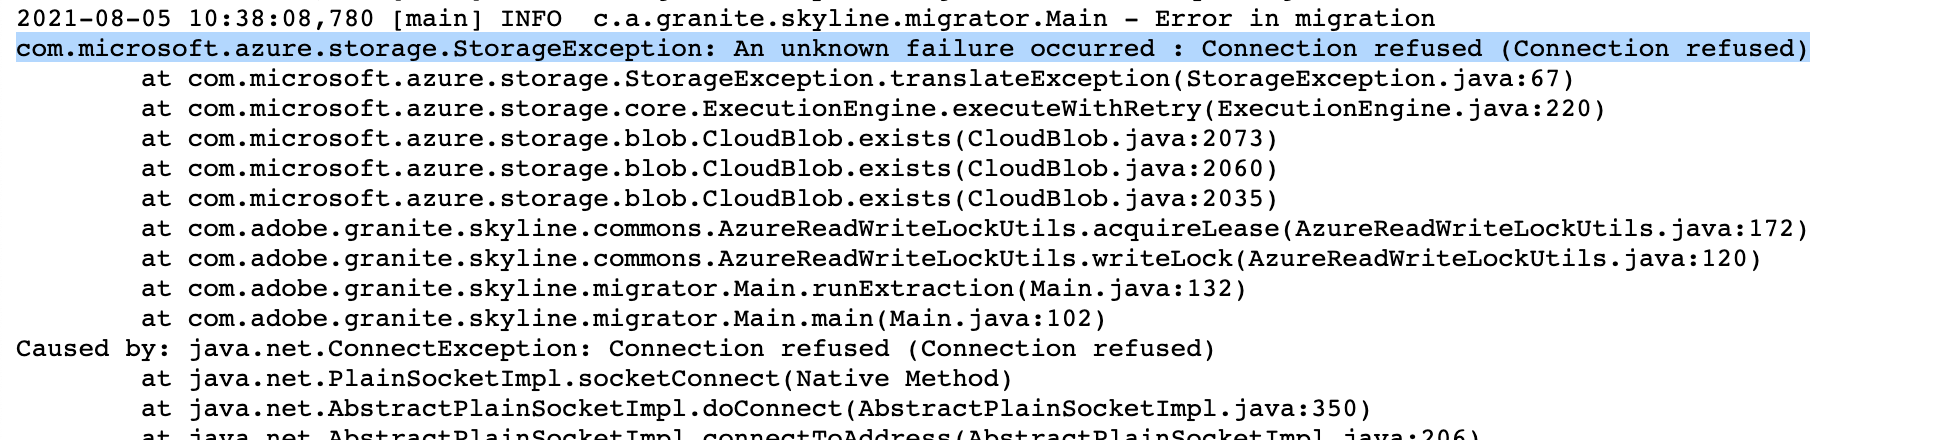 2021-08-05 10:38:08,780 [main] INFO  c.a.granite.skyline.migrator.Main - Error in migration
com.microsoft.azure.storage.StorageException: An unknown failure occurred : Connection refused (Connection refused)
        at com.microsoft.azure.storage.StorageException.translateException(StorageException.java:67)
        at com.microsoft.azure.storage.core.ExecutionEngine.executeWithRetry(ExecutionEngine.java:220)
        at com.microsoft.azure.storage.blob.CloudBlob.exists(CloudBlob.java:2073)
        at com.microsoft.azure.storage.blob.CloudBlob.exists(CloudBlob.java:2060)
        at com.microsoft.azure.storage.blob.CloudBlob.exists(CloudBlob.java:2035)
        at com.adobe.granite.skyline.commons.AzureReadWriteLockUtils.acquireLease(AzureReadWriteLockUtils.java:172)
        at com.adobe.granite.skyline.commons.AzureReadWriteLockUtils.writeLock(AzureReadWriteLockUtils.java:120)
        at com.adobe.granite.skyline.migrator.Main.runExtraction(Main.java:132)
        at com.adobe.granite.skyline.migrator.Main.main(Main.java:102)
Caused by: java.net.ConnectException: Connection refused (Connection refused)
        at java.net.PlainSocketImpl.socketConnect(Native Method)
        at java.net.AbstractPlainSocketImpl.doConnect(AbstractPlainSocketImpl.java:350)
        at java.net.AbstractPlainSocketImpl.connectToAddress(AbstractPlainSocketImpl.java:206)